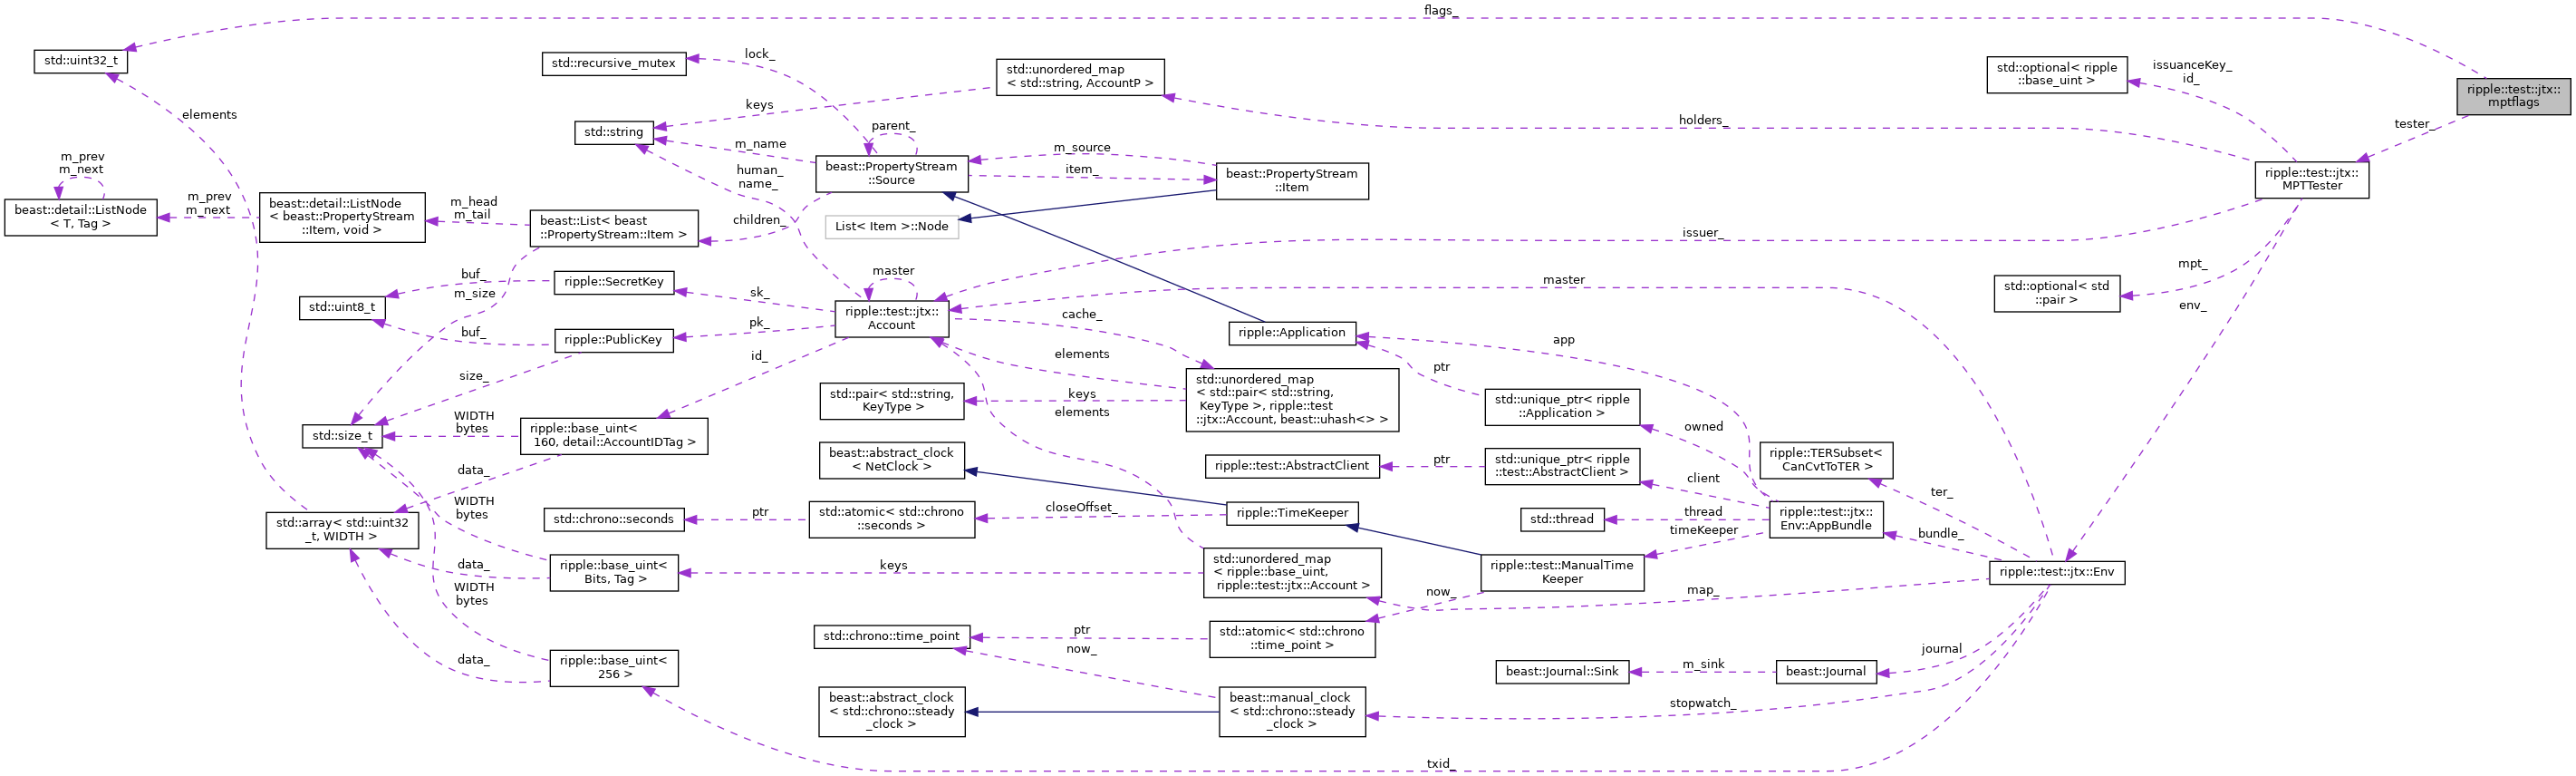 flags_
std::uint32_t
std::recursive_mutex
lock_
std::unordered_map
< std::string, AccountP >
std::optional< ripple
::base_uint >
issuanceKey_
id_
ripple::test::jtx::
mptflags
elements
keys
holders_
tester_
std::string
parent_
m_name
m_source
m_prev
m_next
beast::PropertyStream
::Source
item_
beast::PropertyStream
::Item
ripple::test::jtx::
MPTTester
human_
name_
beast::detail::ListNode
< T, Tag >
m_prev
m_next
beast::detail::ListNode
< beast::PropertyStream
::Item, void >
m_head
m_tail
beast::List< beast
::PropertyStream::Item >
children_
List< Item >::Node
issuer_
mpt_
buf_
ripple::SecretKey
master
master
std::optional< std
::pair >
m_size
sk_
std::uint8_t
ripple::test::jtx::
Account
cache_
env_
buf_
ripple::PublicKey
pk_
ripple::Application
app
id_
elements
ptr
size_
std::pair< std::string,
KeyType >
keys
elements
std::unordered_map
< std::pair< std::string,
KeyType >, ripple::test
::jtx::Account, beast::uhash<> >
std::unique_ptr< ripple
::Application >
WIDTH
bytes
std::size_t
ripple::base_uint<
160, detail::AccountIDTag >
owned
beast::abstract_clock
< NetClock >
ripple::test::AbstractClient
ptr
std::unique_ptr< ripple
::test::AbstractClient >
ripple::TERSubset<
CanCvtToTER >
data_
client
ter_
WIDTH
bytes
std::array< std::uint32
_t, WIDTH >
std::chrono::seconds
ptr
std::atomic< std::chrono
::seconds >
closeOffset_
ripple::TimeKeeper
std::thread
thread
timeKeeper
ripple::test::jtx::
Env::AppBundle
bundle_
data_
ripple::base_uint<
Bits, Tag >
keys
std::unordered_map
< ripple::base_uint,
ripple::test::jtx::Account >
ripple::test::ManualTime
Keeper
ripple::test::jtx::Env
WIDTH
bytes
now_
map_
std::chrono::time_point
ptr
now_
std::atomic< std::chrono
::time_point >
journal
data_
ripple::base_uint<
256 >
beast::Journal::Sink
m_sink
beast::Journal
beast::abstract_clock
< std::chrono::steady
_clock >
beast::manual_clock
< std::chrono::steady
_clock >
stopwatch_
txid_